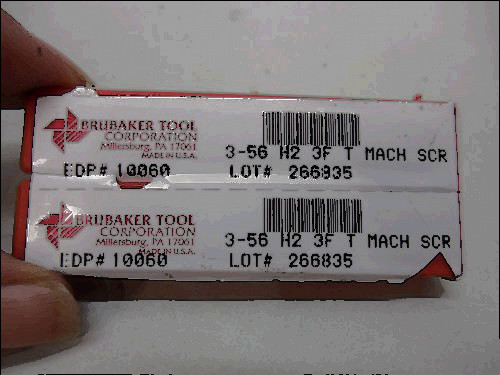 BRUBAKER TOOL
CORPORATION
Millersburg, PA 17061
MADE IN U.S.A.
3-56 H2 3F T MACH SCR
EDP# 10060 LOT# 266835
BRUBAKER TOOL
CORPORATION
Millersburg, PA 17061
MADE IN U.S.A.
3-56 H2 3F T MACH SCR
EDP# 10060 LOT# 266835